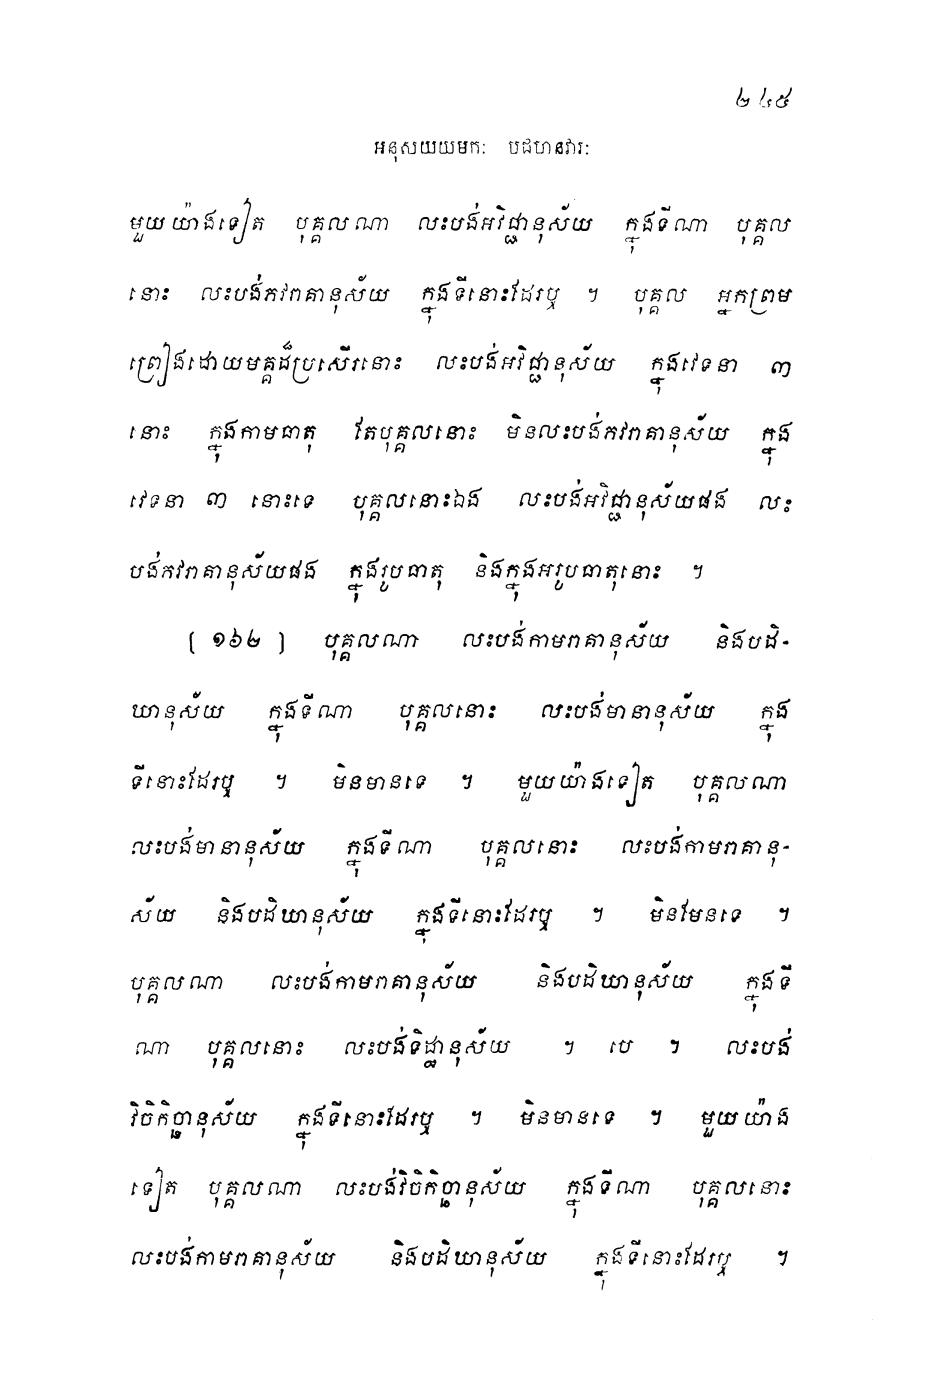 ២៤៥
អនុសយយមកៈ បជហនវារៈ
មួយយ៉ាងទៀត បុគ្គលណា លះបង់អវិជ្ជានុស័យ ក្នុងទីណា បុគ្គល
នោះ លះបង់ភវរាគានុស័យ ក្នុងទីនោះដែរឬ ។ បុគ្គល អ្នកព្រម
ព្រៀងដោយមគ្គដ៏ប្រសើរនោះ លះបង់អវិជ្ជានុស័យ ក្នុងវេទនា ៣
នោះ ក្នុងកាមធាតុ តែបុគ្គលនោះ មិនលះបង់ភវរាគានុស័យ ក្នុង
វេទនា ៣ នោះទេ បុគ្គលនោះឯង លះបង់អវិជ្ជានុស័យផង លះ
បង់ភវរាគានុស័យផង ក្នុងរូបធាតុ និងក្នុងអរូបធាតុនោះ ។
[ ១៦២ ] បុគ្គលណា លះបង់កាមរាគានុស័យ និងបដិ-
ឃានុស័យ ក្នុងទីណា បុគ្គលនោះ លះបង់មានានុស័យ ក្នុង
ទីនោះដែរឬ ។ មិនមានទេ ។ មួយយ៉ាងទៀត បុគ្គលណា
លះបង់មានានុស័យ ក្នុងទីណា បុគ្គលនោះ លះបង់កាមរាគានុ-
ស័យ និងបដិឃានុស័យ ក្នុងទីនោះដែរឬ ។ មិនមែនទេ ។
បុគ្គលណា លះបង់កាមរាគានុស័យ និងបដិឃានុស័យ ក្នុងទី
ណា បុគ្គលនោះ លះបង់ទិដ្ឋានុស័យ ។ បេ ។ លះបង់
វិចិកិច្ឆានុស័យ ក្នុងទីនោះដែរឬ ។ មិនមានទេ ។ មួយយ៉ាង
ទៀត បុគ្គលណា លះបង់វិចិកិច្ឆានុស័យ ក្នុងទីណា បុគ្គលនោះ
លះបង់កាមរាគានុស័យ និងបដិឃានុស័យ ក្នុងទីនោះដែរឬ ។